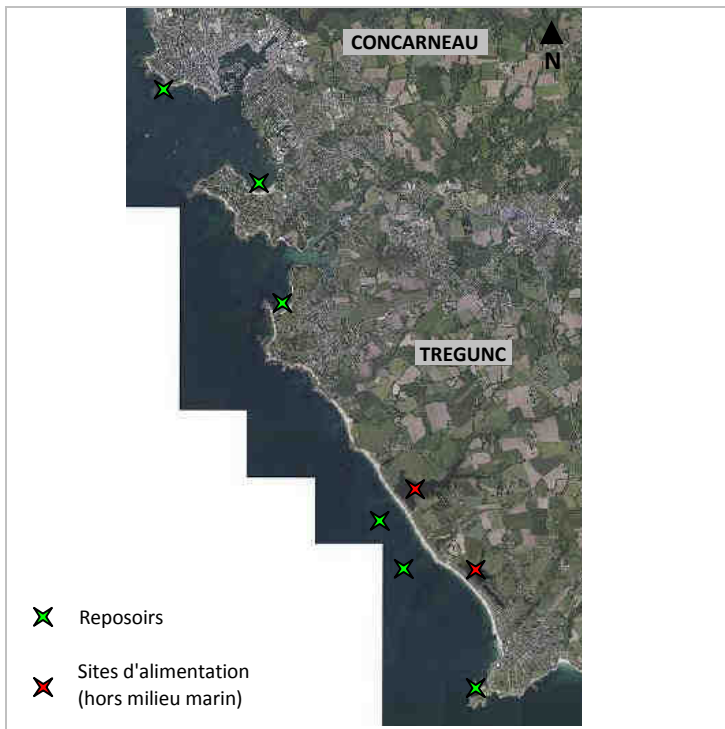 CONCARNEAU
N
TREGUNC
Reposoirs
Sites d'alimentation
(hors milieu marin)